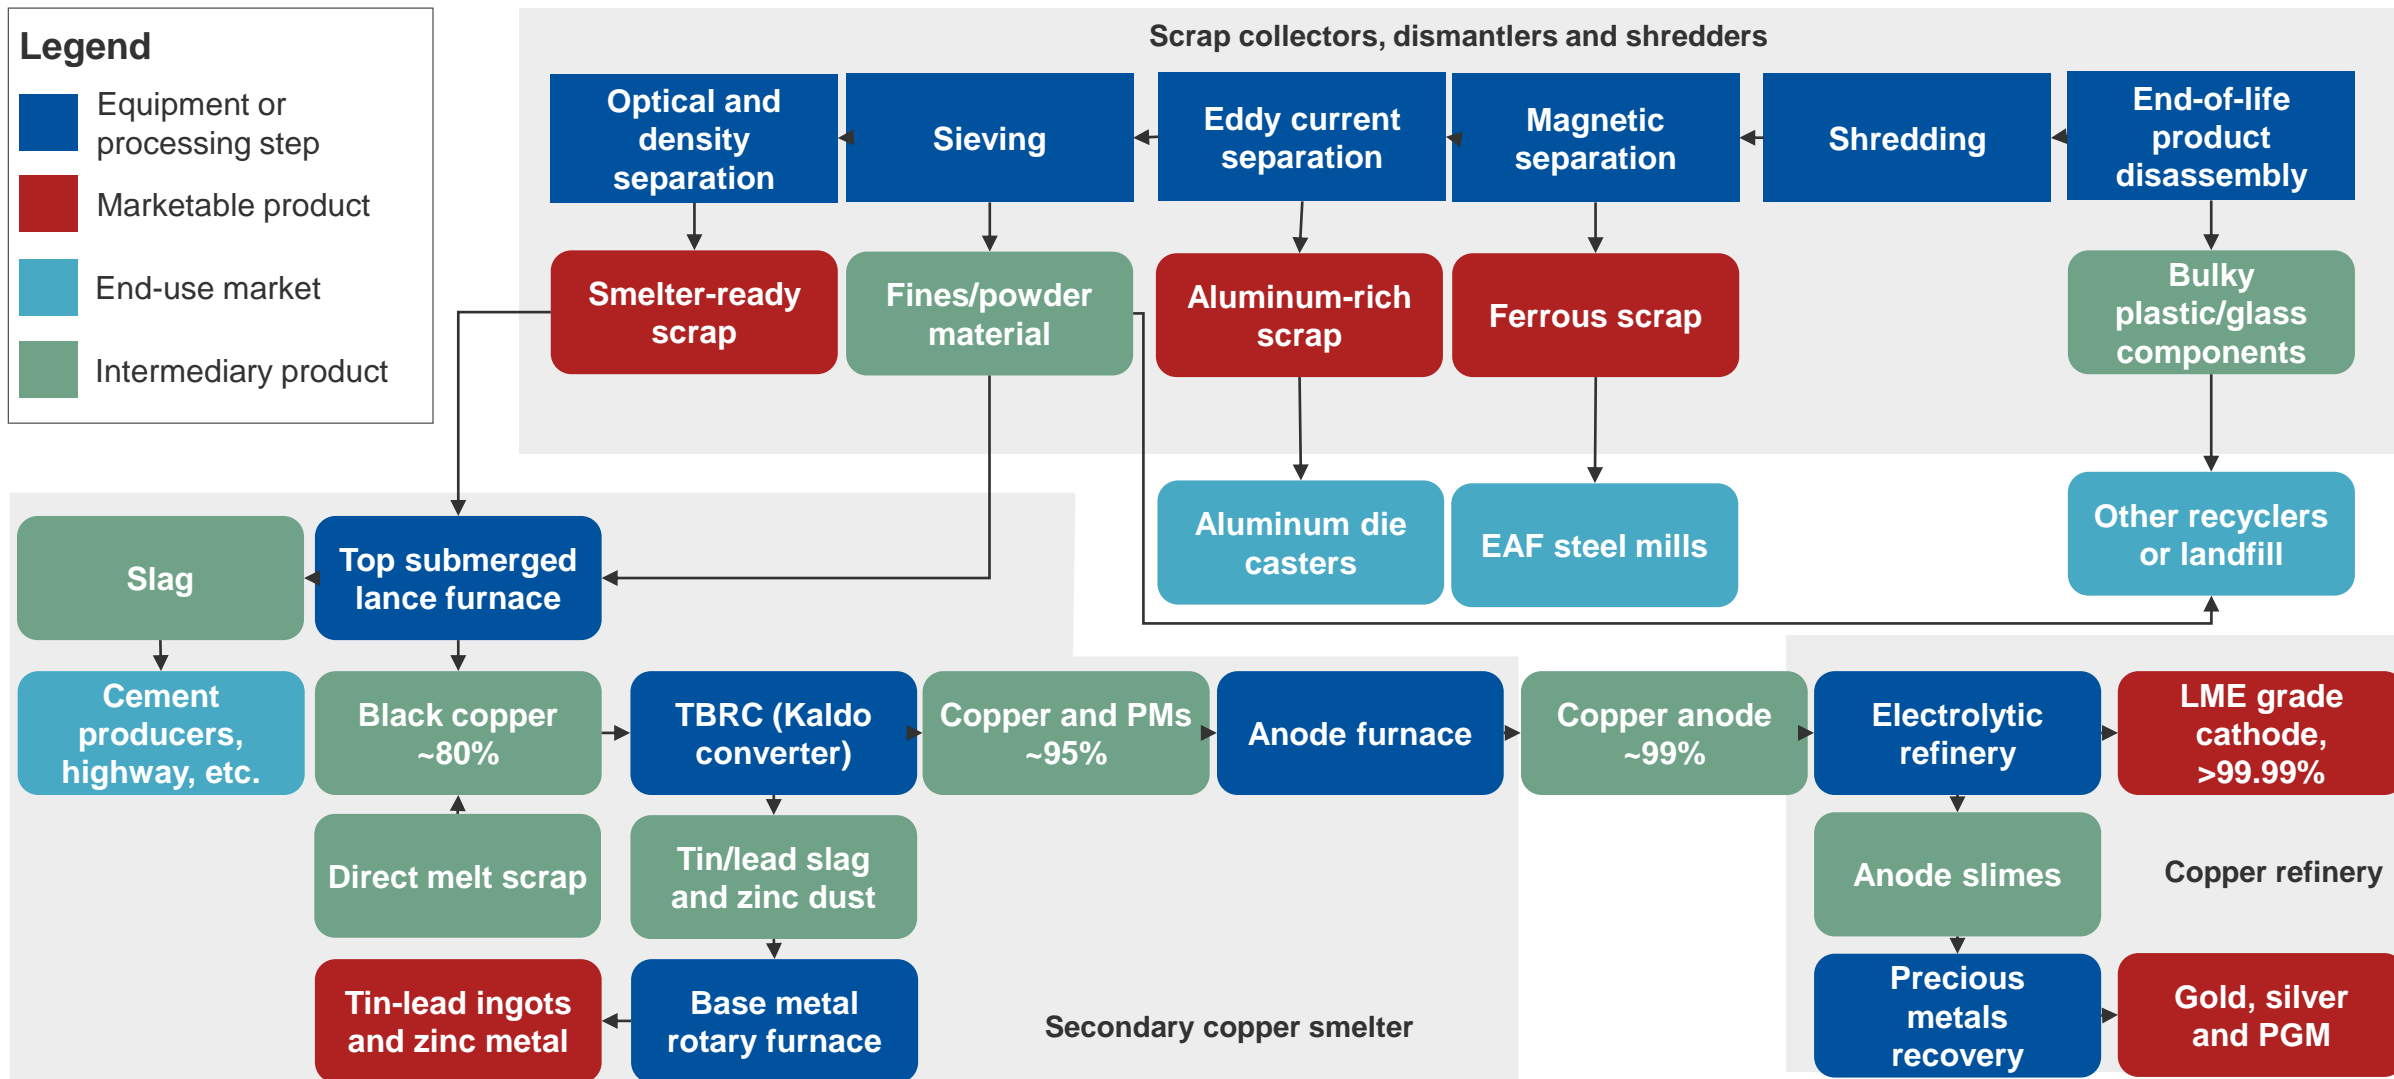 Legend
Equipment or
processing step
Marketable product
End-use market
Intermediary product
Scrap collectors, dismantlers and shredders
Optical and
density
separation
Sieving
Eddy current
separation
Magnetic
separation
Shredding
End-of-life
product
disassembly
Smelter-ready
scrap
Fines/powder
material
Aluminum-rich
scrap
Ferrous scrap
Bulky
plastic/glass
components
Slag
Top submerged
lance furnace
Aluminum die
casters
EAF steel mills
Other recyclers
or landfill
Cement
producers,
highway, etc.
Black copper
~80%
TBRC (Kaldo
converter)
Copper and PMs
~95%
Anode furnace
Copper anode
~99%
Electrolytic
refinery
LME grade
cathode,
>99.99%
Direct melt scrap
Tin/lead slag
and zinc dust
Anode slimes
Copper refinery
Tin-lead ingots
and zinc metal
Base metal
rotary furnace
Secondary copper smelter
Precious
metals
recovery
Gold, silver
and PGM